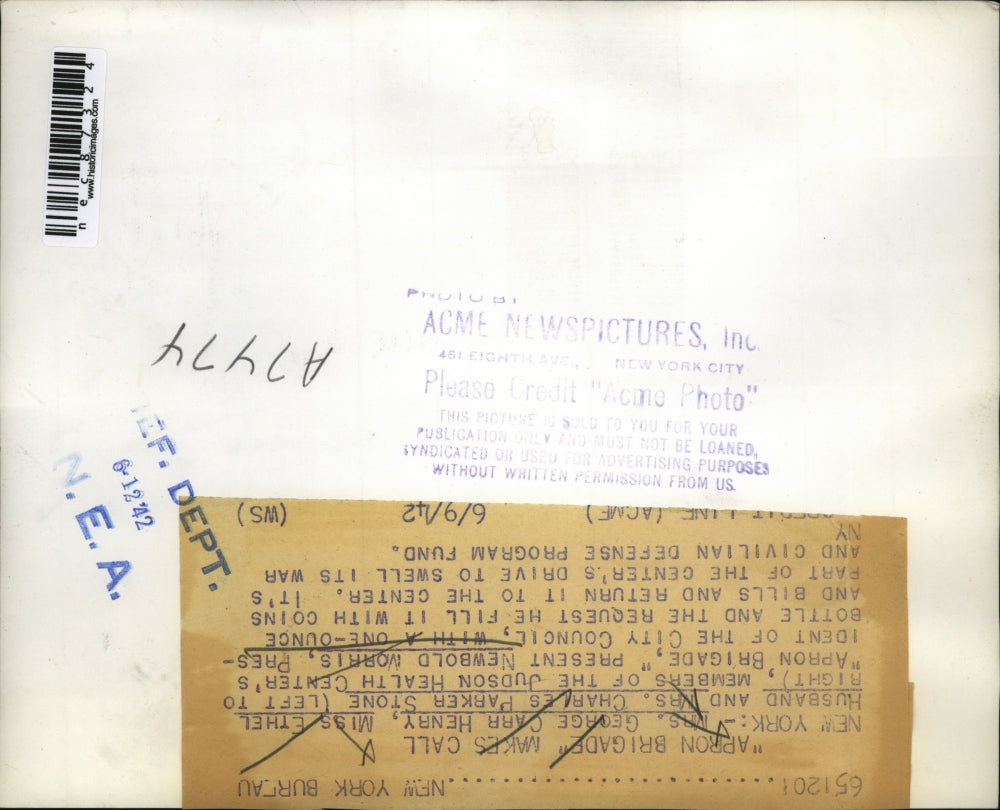 nec87324
www.historicimages.com
A7474
PHOTO BY
ACME NEWSPICTURES, Inc.
461 EIGHTH AVE., NEW YORK CITY
Please Credit "Acme Photo"
THIS PICTURE IS SOLD TO YOU FOR YOUR
PUBLICATION ONLY AND MUST NOT BE LOANED,
SYNDICATED OR USED FOR ADVERTISING PURPOSES
WITHOUT WRITTEN PERMISSION FROM US.
REF. DEPT.
6-12-42
N. E. A.
651201 NEW YORK BUREAU
"APRON BRIGADE" MAKES CALL
NEW YORK:- MRS. GEORGE CARR HENRY, MISS ETHEL
HUSBAND AND MRS. CHARLES PARKER STONE (LEFT TO
RIGHT), MEMBERS OF THE JUDSON HEALTH CENTER'S
"APRON BRIGADE," PRESENT NEWBOLD MORRIS, PRES-
IDENT OF THE CITY COUNCIL, WITH A ONE-OUNCE
BOTTLE AND THE REQUEST HE FILL IT WITH COINS
AND BILLS AND RETURN IT TO THE CENTER. IT'S
PART OF THE CENTER'S DRIVE TO SWELL ITS WAR
AND CIVILIAN DEFENSE PROGRAM FUND.
NY
CREDIT LINE (ACME) 6/9/42 (WS)